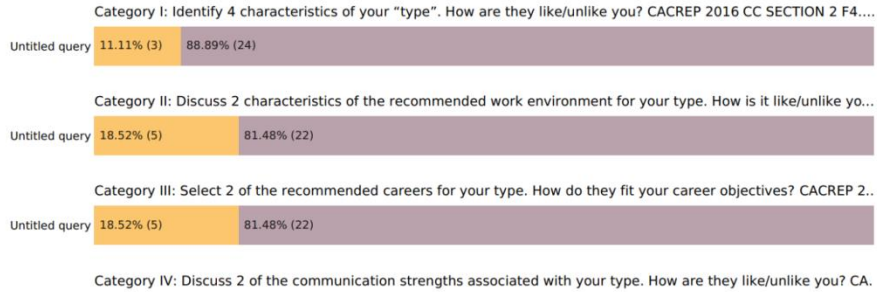 Category I: Identify 4 characteristics of your “type”. How are they like/unlike you? CACREP 2016 CC SECTION 2 F4....
Untitled query 11.11% (3) 88.89% (24)
Category II: Discuss 2 characteristics of the recommended work environment for your type. How is it like/unlike yo...
Untitled query 18.52% (5) 81.48% (22)
Category III: Select 2 of the recommended careers for your type. How do they fit your career objectives? CACREP 2..
Untitled query 18.52% (5) 81.48% (22)
Category IV: Discuss 2 of the communication strengths associated with your type. How are they like/unlike you? CA.